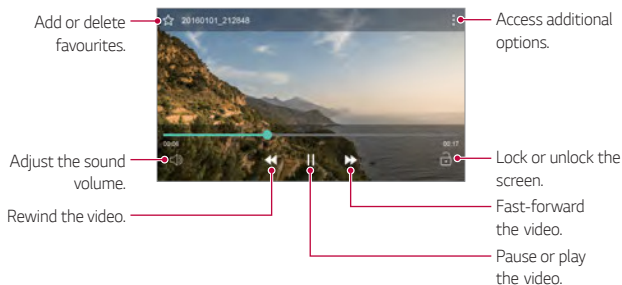 Add or delete
favourites.
20160101_212848
Access additional
options.
00:06
00:17
Adjust the sound
volume.
Lock or unlock the
screen.
Rewind the video.
Fast-forward
the video.
Pause or play
the video.